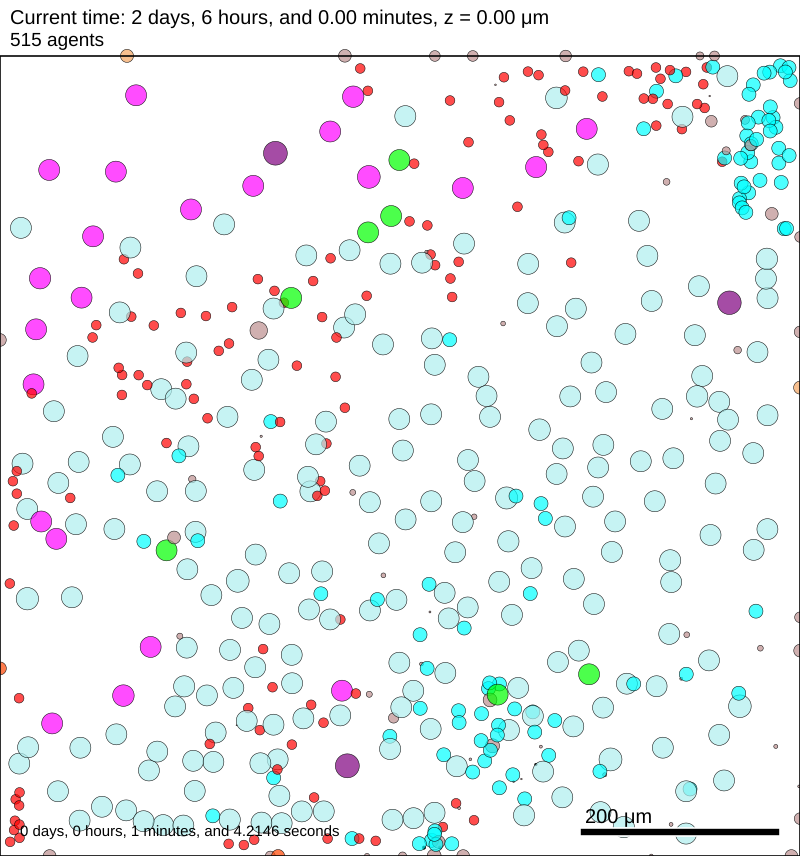 Current time: 2 days, 6 hours, and 0.00 minutes, z = 0.00 μm
515 agents
200 μm
0 days, 0 hours, 1 minutes, and 4.2146 seconds